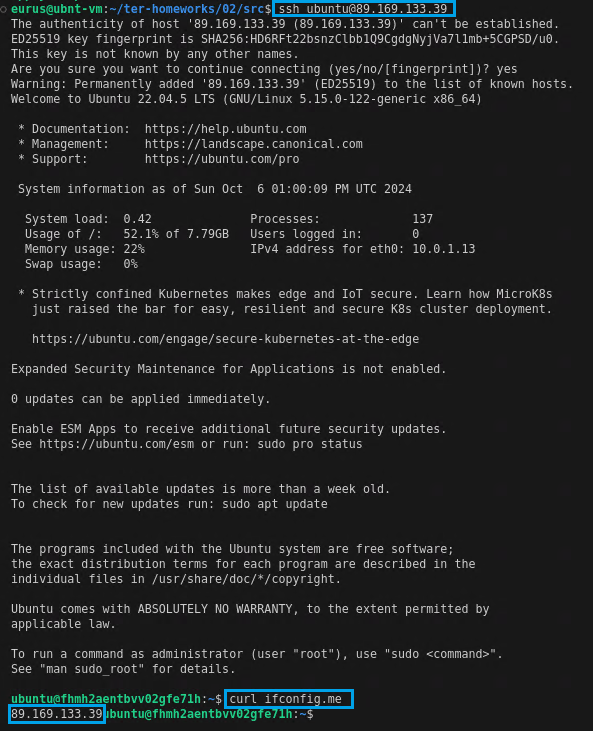 eurus@ubnt-vm:~/ter-homeworks/02/src$ ssh ubuntu@89.169.133.39
The authenticity of host '89.169.133.39 (89.169.133.39)' can't be established.
ED25519 key fingerprint is SHA256:HD6RFt22bsnzClbb1Q9CgdgNyjVa7l1mb+5CGPSD/u0.
This key is not known by any other names.
Are you sure you want to continue connecting (yes/no/[fingerprint])? yes
Warning: Permanently added '89.169.133.39' (ED25519) to the list of known hosts.
Welcome to Ubuntu 22.04.5 LTS (GNU/Linux 5.15.0-122-generic x86_64)

 * Documentation:  https://help.ubuntu.com
 * Management:     https://landscape.canonical.com
 * Support:        https://ubuntu.com/pro

 System information as of Sun Oct  6 01:00:09 PM UTC 2024

  System load:  0.42              Processes:             137
  Usage of /:   52.1% of 7.79GB   Users logged in:       0
  Memory usage: 22%               IPv4 address for eth0: 10.0.1.13
  Swap usage:   0%

 * Strictly confined Kubernetes makes edge and IoT secure. Learn how MicroK8s
   just raised the bar for easy, resilient and secure K8s cluster deployment.

   https://ubuntu.com/engage/secure-kubernetes-at-the-edge

Expanded Security Maintenance for Applications is not enabled.

0 updates can be applied immediately.

Enable ESM Apps to receive additional future security updates.
See https://ubuntu.com/esm or run: sudo pro status


The list of available updates is more than a week old.
To check for new updates run: sudo apt update


The programs included with the Ubuntu system are free software;
the exact distribution terms for each program are described in the
individual files in /usr/share/doc/*/copyright.

Ubuntu comes with ABSOLUTELY NO WARRANTY, to the extent permitted by
applicable law.

To run a command as administrator (user "root"), use "sudo <command>".
See "man sudo_root" for details.

ubuntu@fhmh2aentbvv02gfe71h:~$ curl ifconfig.me
89.169.133.39ubuntu@fhmh2aentbvv02gfe71h:~$